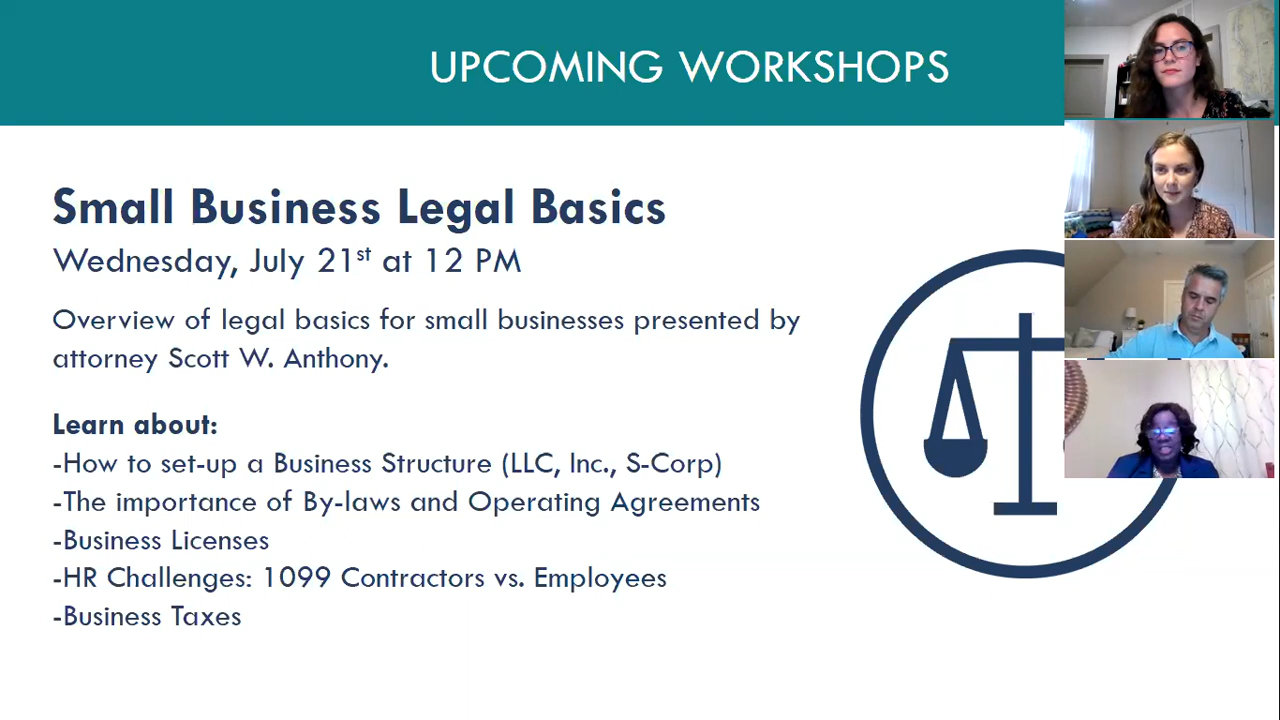 UPCOMING WORKSHOPS
Small Business Legal Basics
Wednesday, July 21st at 12 PM
Overview of legal basics for small businesses presented by
attorney Scott W. Anthony.
Learn about:
-How to set-up a Business Structure (LLC, Inc., S-Corp)
-The importance of By-laws and Operating Agreements
-Business Licenses
-HR Challenges: 1099 Contractors vs. Employees
-Business Taxes